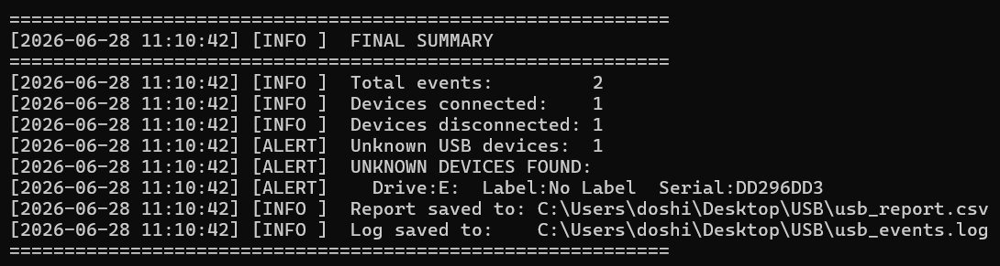 ============================================================
[2026-06-28 11:10:42] [INFO ]  FINAL SUMMARY
============================================================
[2026-06-28 11:10:42] [INFO ]  Total events:         2
[2026-06-28 11:10:42] [INFO ]  Devices connected:    1
[2026-06-28 11:10:42] [INFO ]  Devices disconnected: 1
[2026-06-28 11:10:42] [ALERT]  Unknown USB devices:  1
[2026-06-28 11:10:42] [ALERT]  UNKNOWN DEVICES FOUND:
[2026-06-28 11:10:42] [ALERT]    Drive:E:  Label:No Label  Serial:DD296DD3
[2026-06-28 11:10:42] [INFO ]  Report saved to: C:\Users\doshi\Desktop\USB\usb_report.csv
[2026-06-28 11:10:42] [INFO ]  Log saved to:    C:\Users\doshi\Desktop\USB\usb_events.log
============================================================